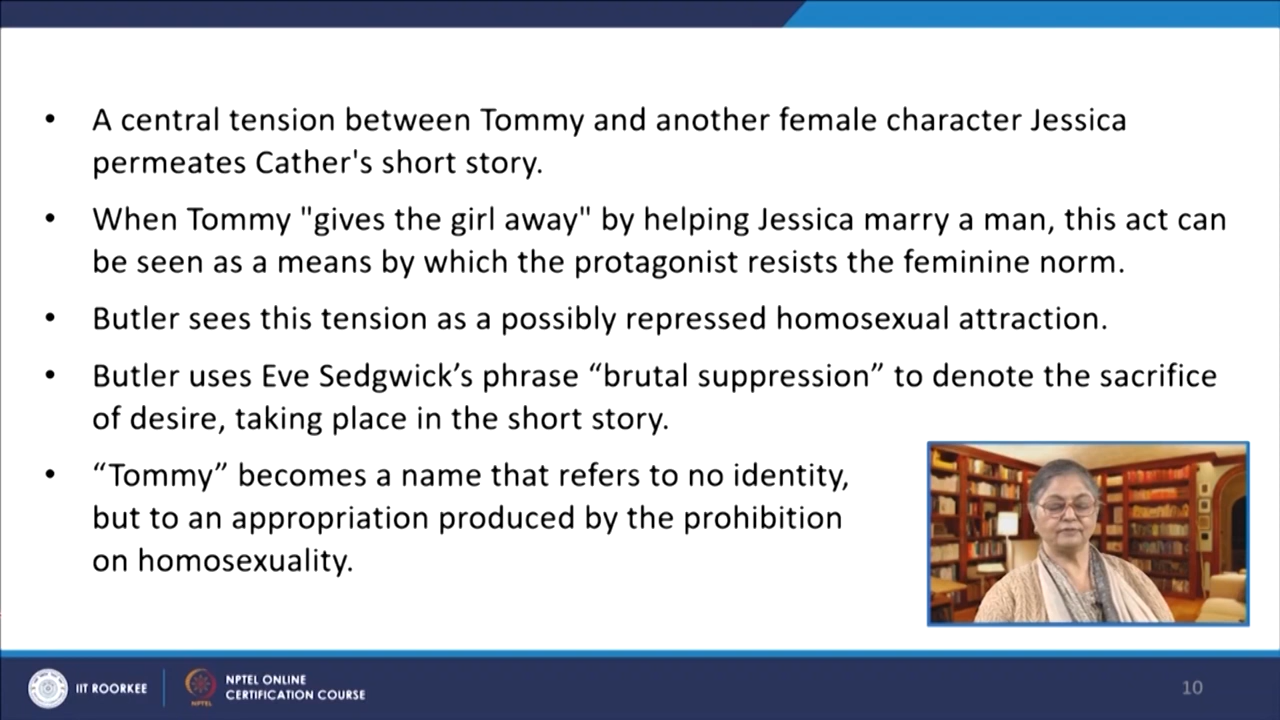 • A central tension between Tommy and another female character Jessica
permeates Cather's short story.
• When Tommy "gives the girl away" by helping Jessica marry a man, this act can
be seen as a means by which the protagonist resists the feminine norm.
• Butler sees this tension as a possibly repressed homosexual attraction.
• Butler uses Eve Sedgwick’s phrase “brutal suppression” to denote the sacrifice
of desire, taking place in the short story.
• “Tommy” becomes a name that refers to no identity,
but to an appropriation produced by the prohibition
on homosexuality.
IIT ROORKEE
NPTEL
NPTEL ONLINE
CERTIFICATION COURSE
10